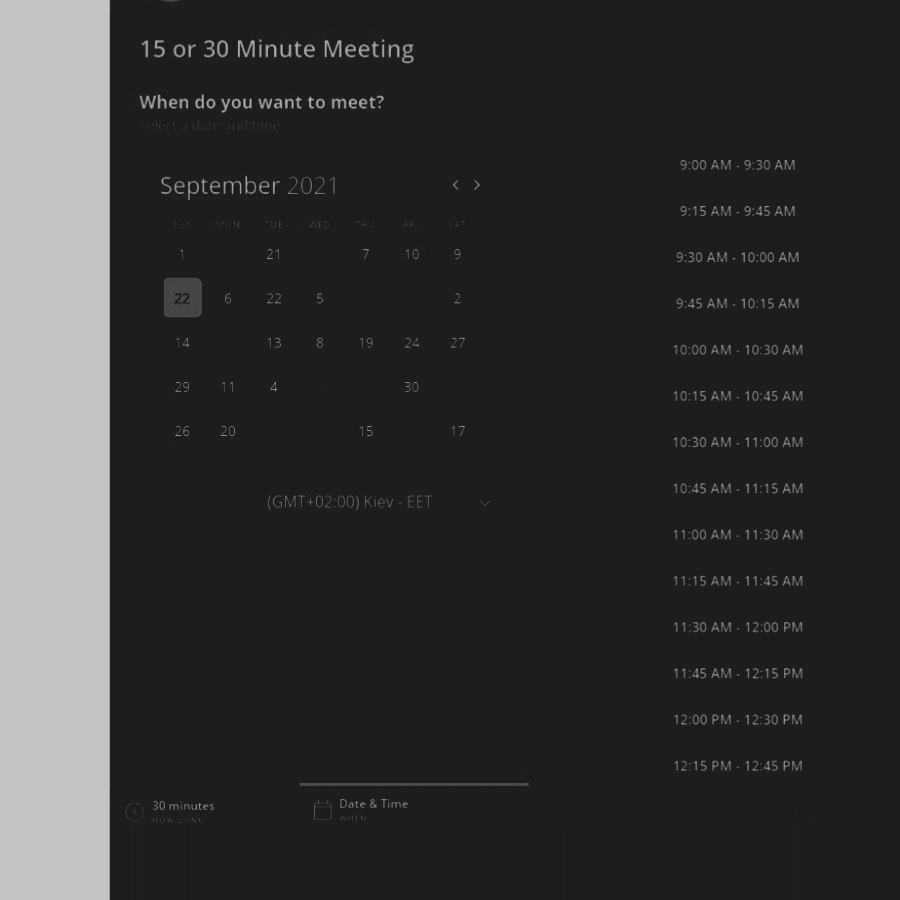 15 or 30 Minute Meeting
When do you want to meet?
Select a date and time
September 2021
SUN MON TUE WED THU FRI SAT
1 21 7 10 9
22 6 22 5 2
14 13 8 19 24 27
29 11 4 30
26 20 15 17
(GMT+02:00) Kiev - EET
9:00 AM - 9:30 AM
9:15 AM - 9:45 AM
9:30 AM - 10:00 AM
9:45 AM - 10:15 AM
10:00 AM - 10:30 AM
10:15 AM - 10:45 AM
10:30 AM - 11:00 AM
10:45 AM - 11:15 AM
11:00 AM - 11:30 AM
11:15 AM - 11:45 AM
11:30 AM - 12:00 PM
11:45 AM - 12:15 PM
12:00 PM - 12:30 PM
12:15 PM - 12:45 PM
30 minutes
HOW LONG
Date & Time
WHEN